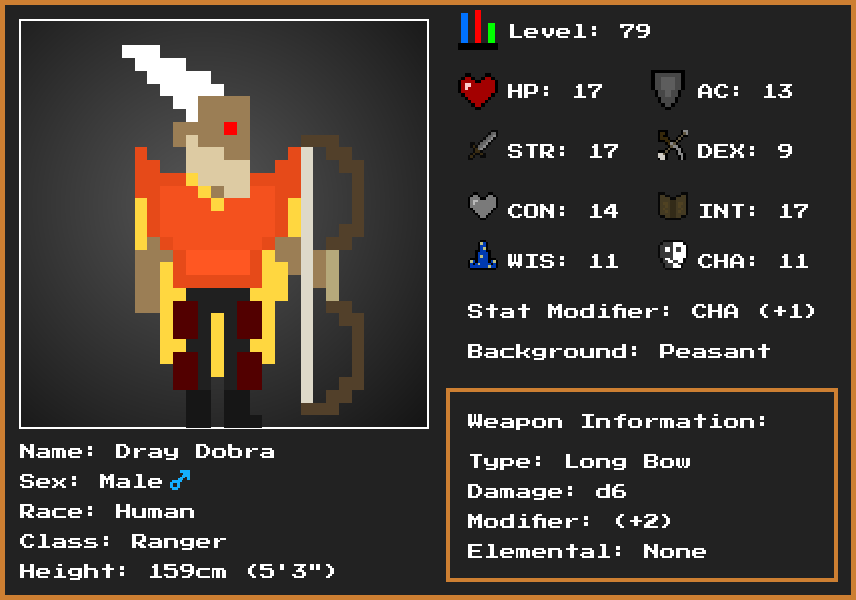 Level: 79
HP: 17
AC: 13
STR: 17
DEX: 9
CON: 14
INT: 17
WIS: 11
CHA: 11
Stat Modifier: CHA (+1)
Background: Peasant
Weapon Information:
Type: Long Bow
Damage: d6
Modifier: (+2)
Elemental: None
Name: Dray Dobra
Sex: Male ♂
Race: Human
Class: Ranger
Height: 159cm (5'3")